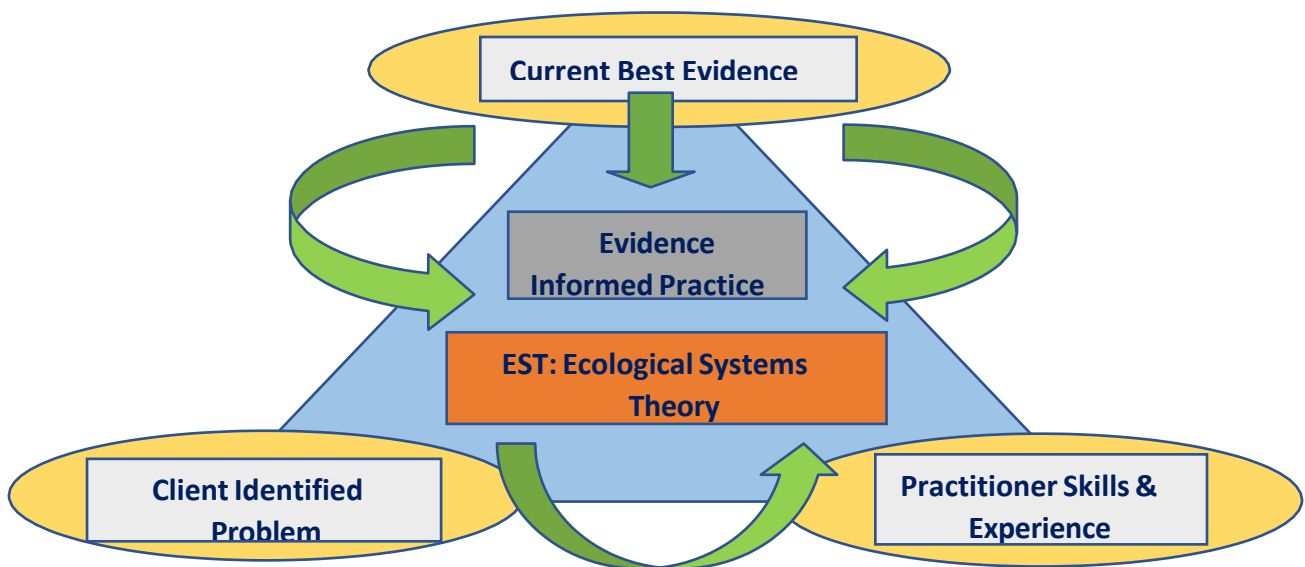 Current Best Evidence
Evidence
Informed Practice
EST: Ecological Systems
Theory
Client Identified
Problem
Practitioner Skills &
Experience